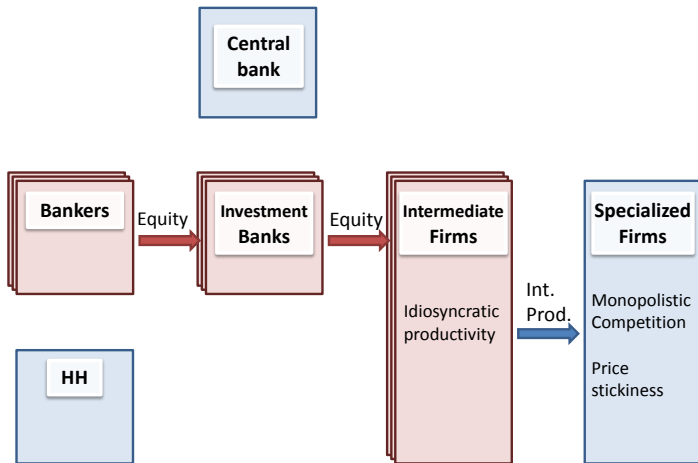 Central
bank
Bankers
Equity
Investment
Banks
Equity
Intermediate
Firms
Idiosyncratic
productivity
Int.
Prod.
Specialized
Firms
Monopolistic
Competition
Price
stickiness
HH